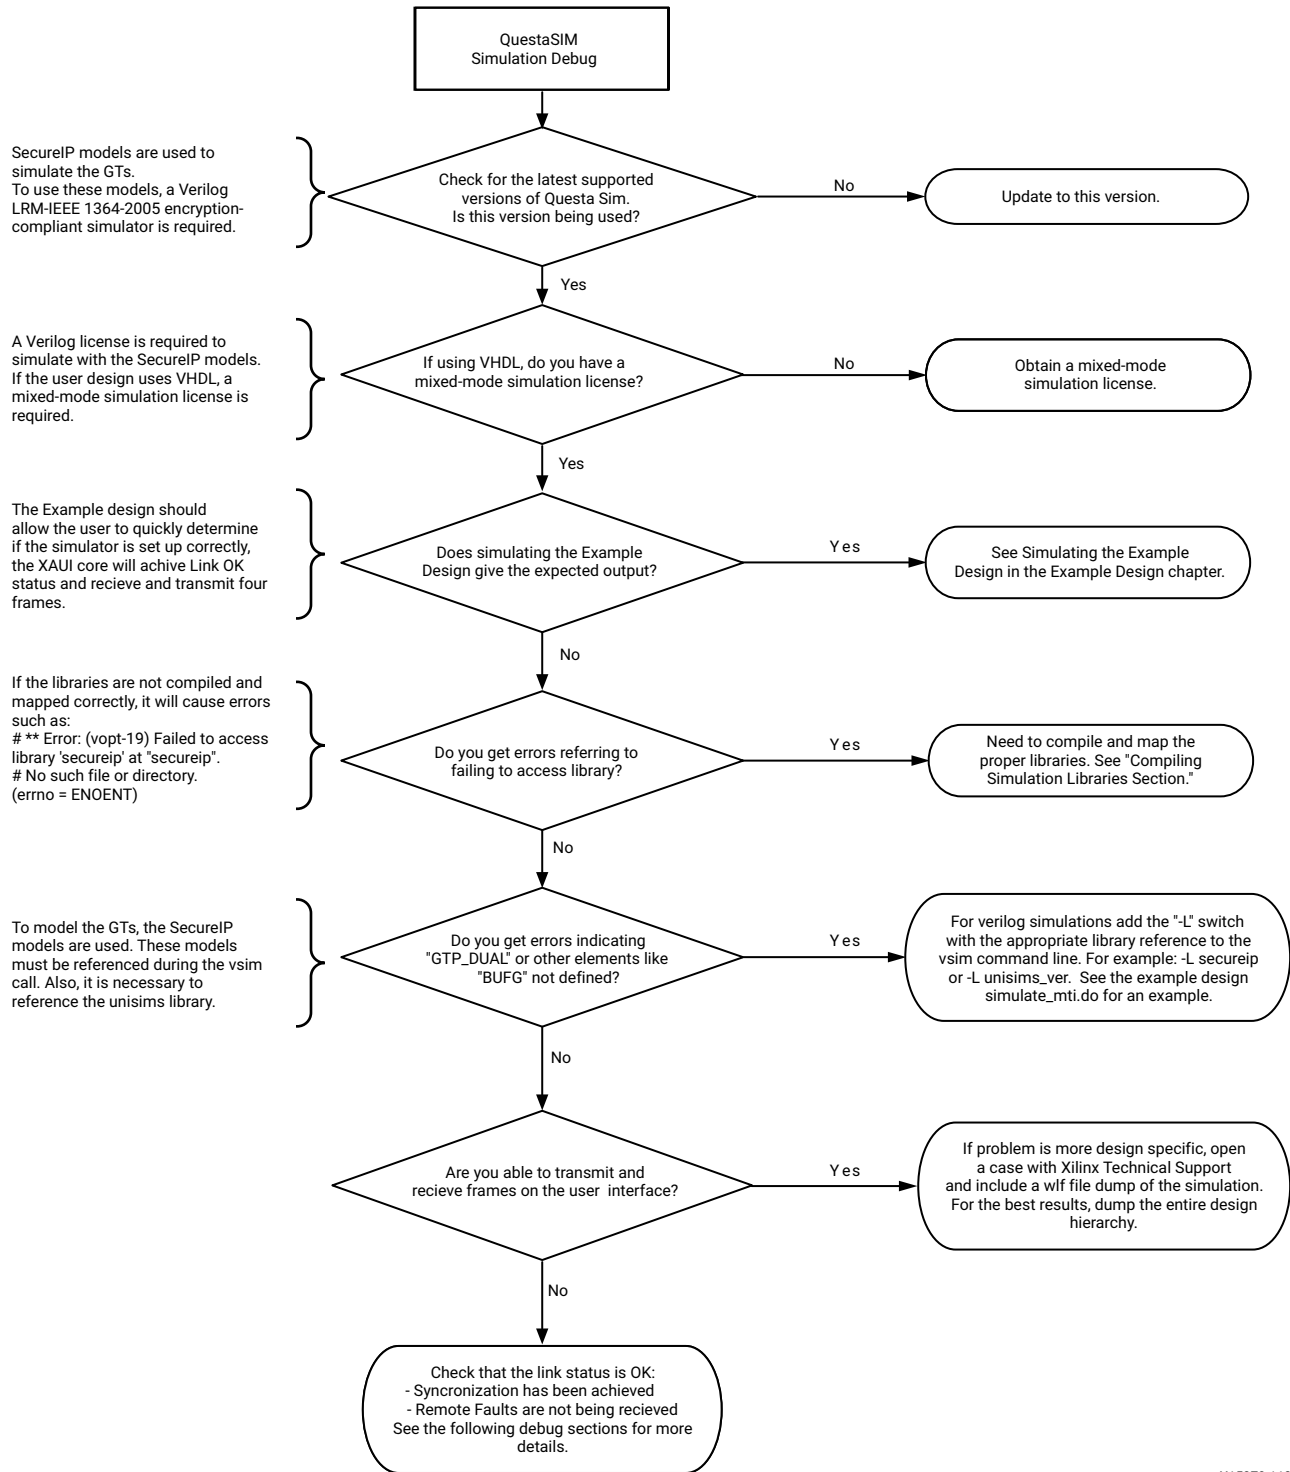 QuestaSIM
Simulation Debug
SecureIP models are used to
simulate the GTs.
To use these models, a Verilog
LRM-IEEE 1364-2005 encryption-
compliant simulator is required.
Check for the latest supported
versions of Questa Sim.
Is this version being used?
No
Update to this version.
Yes
A Verilog license is required to
simulate with the SecureIP models.
If the user design uses VHDL, a
mixed-mode simulation license is
required.
If using VHDL, do you have a
mixed-mode simulation license?
No
Obtain a mixed-mode
simulation license.
Yes
The Example design should
allow the user to quickly determine
if the simulator is set up correctly,
the XAUI core will achive Link OK
status and recieve and transmit four
frames.
Does simulating the Example
Design give the expected output?
Yes
See Simulating the Example
Design in the Example Design chapter.
No
If the libraries are not compiled and
mapped correctly, it will cause errors
such as:
# ** Error: (vopt-19) Failed to access
library 'secureip' at "secureip".
# No such file or directory.
(errno = ENOENT)
Do you get errors referring to
failing to access library?
Yes
Need to compile and map the
proper libraries. See "Compiling
Simulation Libraries Section."
No
To model the GTs, the SecureIP
models are used. These models
must be referenced during the vsim
call. Also, it is necessary to
reference the unisims library.
Do you get errors indicating
"GTP_DUAL" or other elements like
"BUFG" not defined?
Yes
For verilog simulations add the "-L" switch
with the appropriate library reference to the
vsim command line. For example: -L secureip
or -L unisims_ver. See the example design
simulate_mti.do for an example.
No
Are you able to transmit and
recieve frames on the user interface?
Yes
If problem is more design specific, open
a case with Xilinx Technical Support
and include a wlf file dump of the simulation.
For the best results, dump the entire design
hierarchy.
No
Check that the link status is OK:
- Syncronization has been achieved
- Remote Faults are not being recieved
See the following debug sections for more
details.